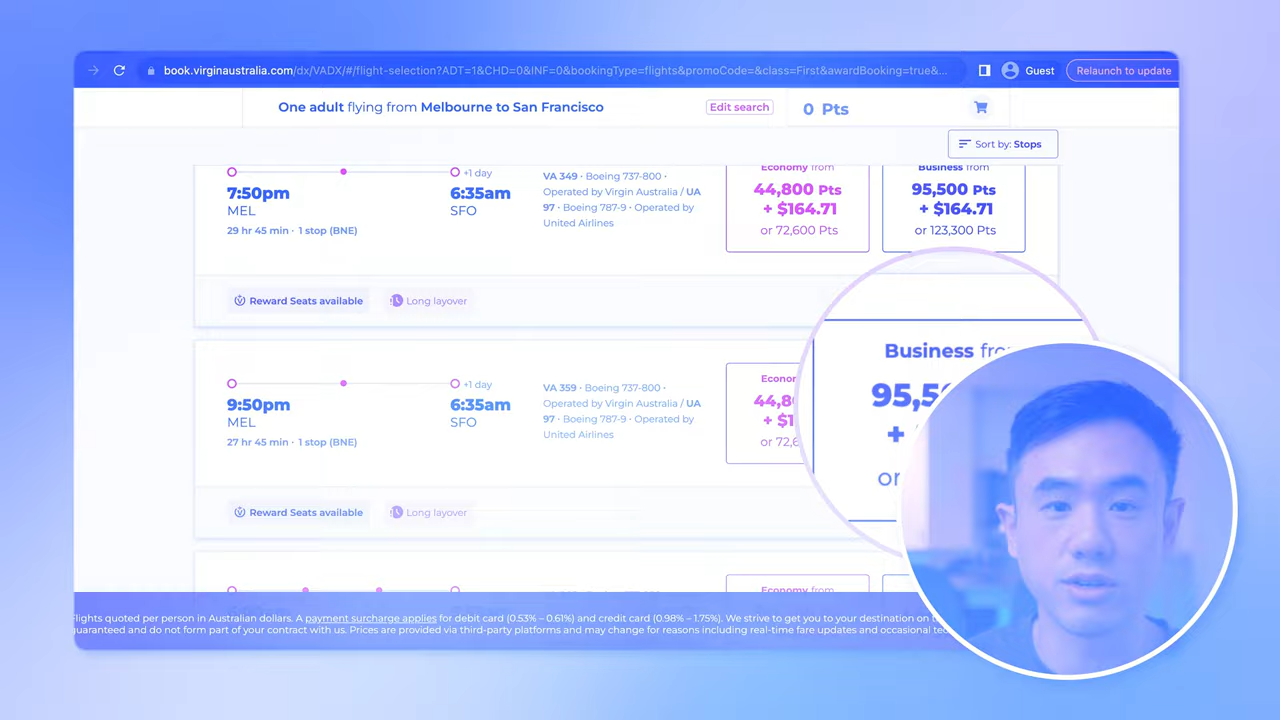 book.virginaustralia.com/dx/VADX/#/flight-selection?ADT=1&CHD=0&INF=0&bookingType=flights&promoCode=&class=First&awardBooking=true&...
Guest
Relaunch to update
One adult flying from Melbourne to San Francisco
Edit search
0 Pts
Sort by: Stops
+1 day
7:50pm
MEL
6:35am
SFO
29 hr 45 min · 1 stop (BNE)
VA 349 · Boeing 737-800 ·
Operated by Virgin Australia / UA
97 · Boeing 787-9 · Operated by
United Airlines
Economy from
44,800 Pts
+ $164.71
or 72,600 Pts
Business from
95,500 Pts
+ $164.71
or 123,300 Pts
Reward Seats available
Long layover
+1 day
9:50pm
MEL
6:35am
SFO
27 hr 45 min · 1 stop (BNE)
VA 359 · Boeing 737-800 ·
Operated by Virgin Australia / UA
97 · Boeing 787-9 · Operated by
United Airlines
Econor
44,8
+ $1
or 72,6
Business fro
95,5
+
or
Reward Seats available
Long layover
Economy from
Flights quoted per person in Australian dollars. A payment surcharge applies for debit card (0.53% – 0.61%) and credit card (0.98% – 1.75%). We strive to get you to your destination on
guaranteed and do not form part of your contract with us. Prices are provided via third-party platforms and may change for reasons including real-time fare updates and occasional